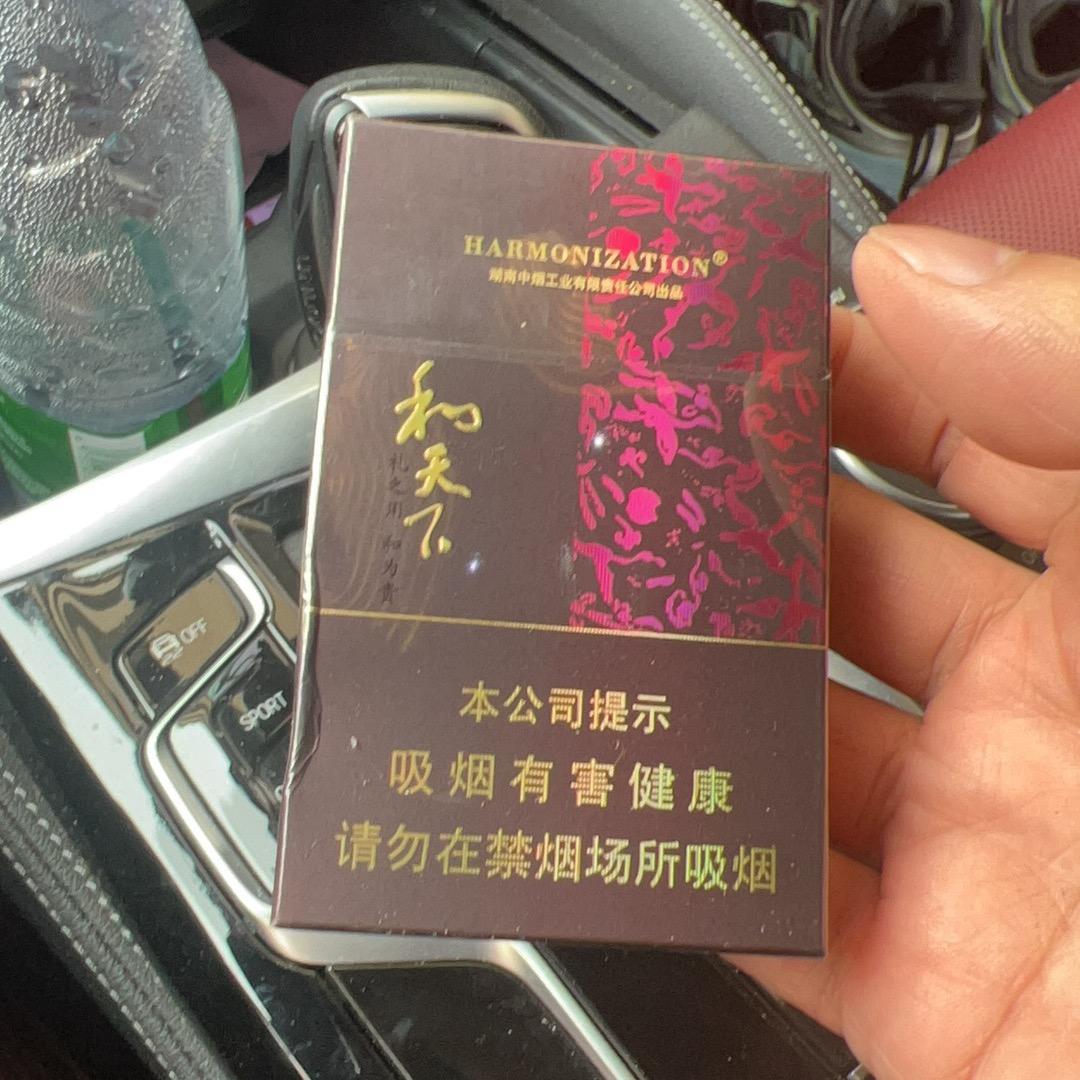 HARMONIZATION®
湖南中烟工业有限责任公司出品
和天下
礼之用 和为贵
本公司提示
吸烟有害健康
请勿在禁烟场所吸烟
OFF
SPORT